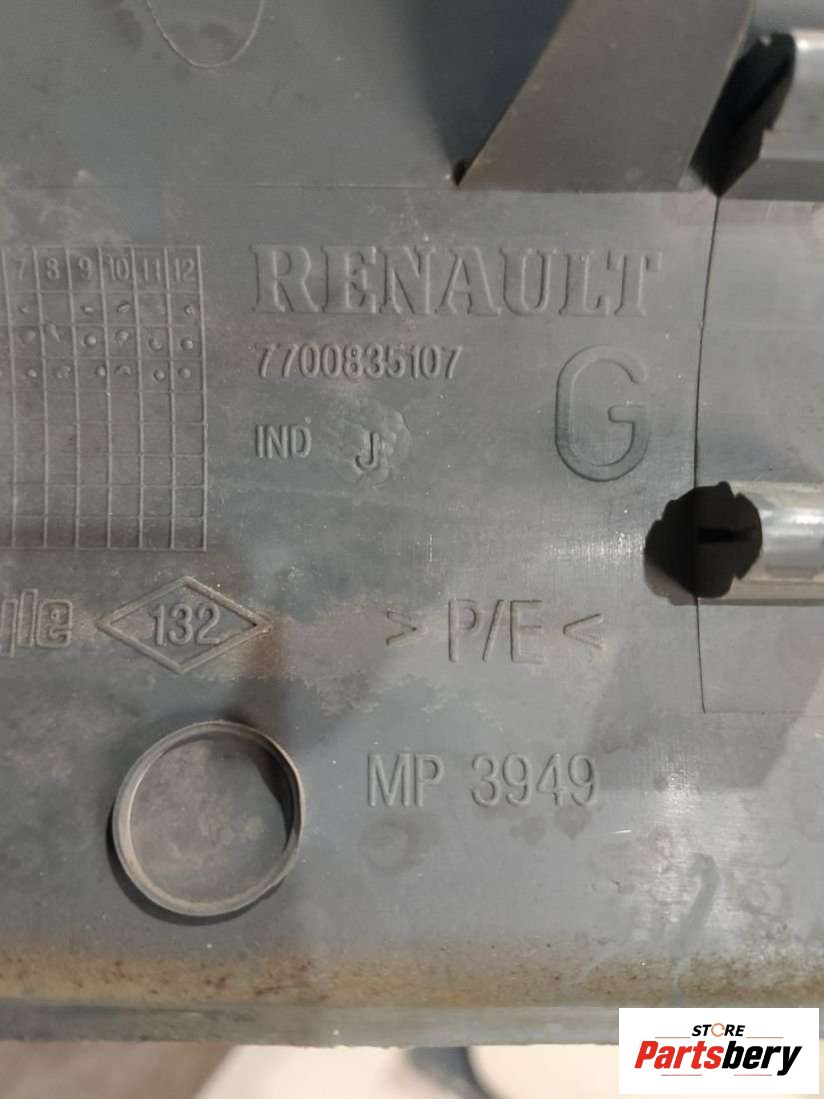 7 8 9 10 11 12
RENAULT
7700835107
G
IND J
132
> P/E <
MP 3949
STORE
Partsbery